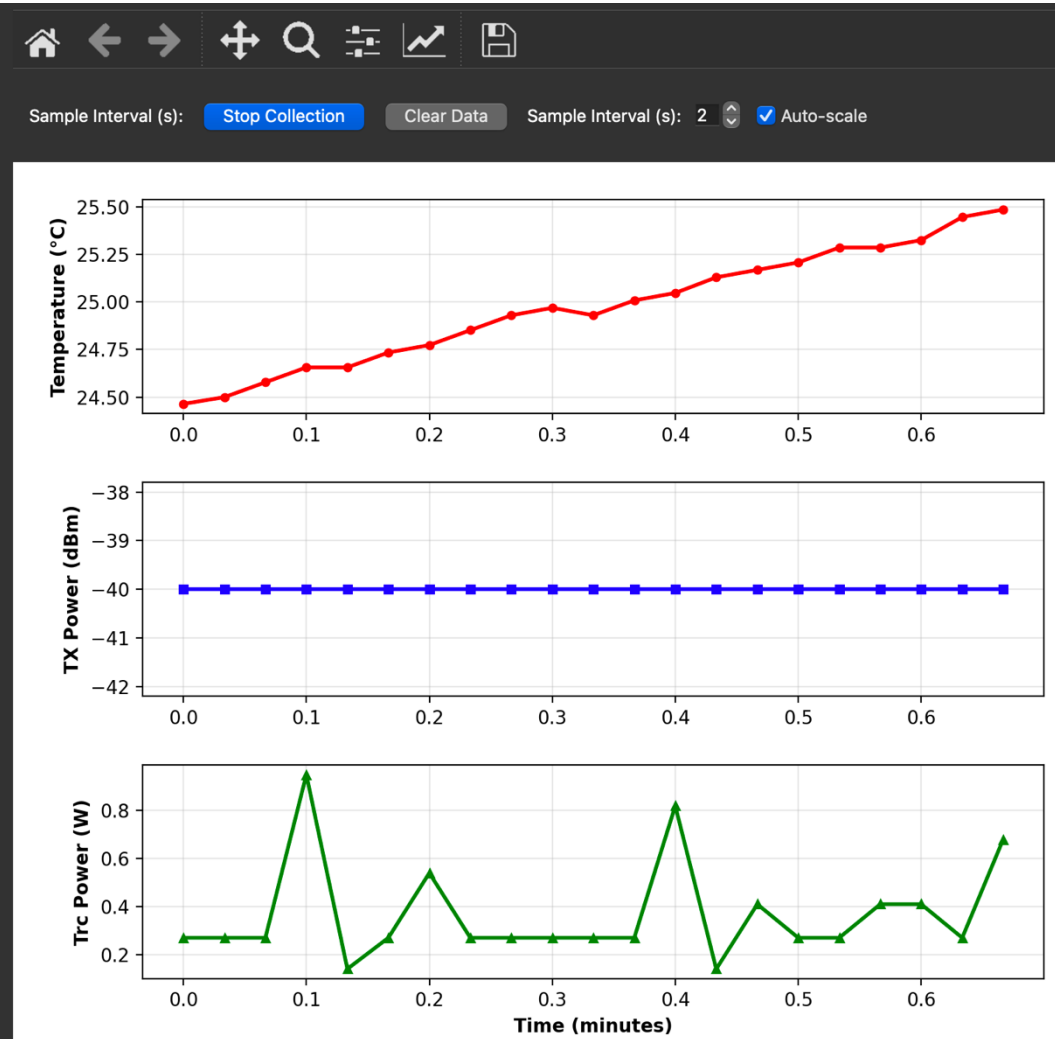 Sample Interval (s): Stop Collection Clear Data Sample Interval (s): 2 Auto-scale
25.50
25.25
25.00
24.75
24.50
Temperature (°C)
0.0 0.1 0.2 0.3 0.4 0.5 0.6
−38
−39
−40
−41
−42
TX Power (dBm)
0.0 0.1 0.2 0.3 0.4 0.5 0.6
0.8
0.6
0.4
0.2
Trc Power (W)
0.0 0.1 0.2 0.3 0.4 0.5 0.6
Time (minutes)